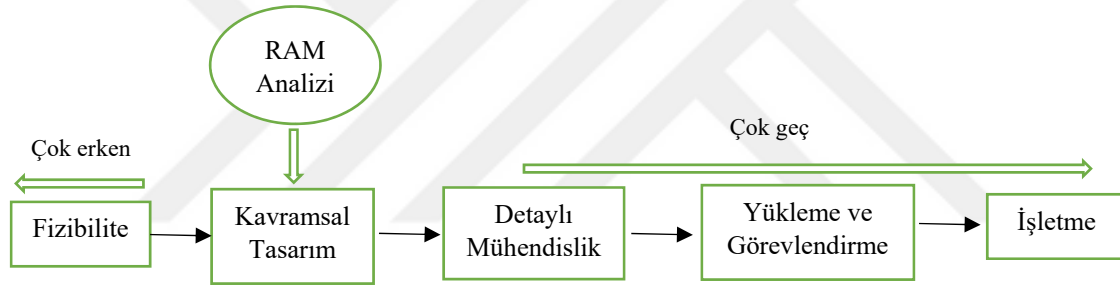 RAM
Analizi
Çok geç
Çok erken
Fizibilite
Kavramsal
Tasarım
Detaylı
Mühendislik
Yükleme ve
Görevlendirme
İşletme